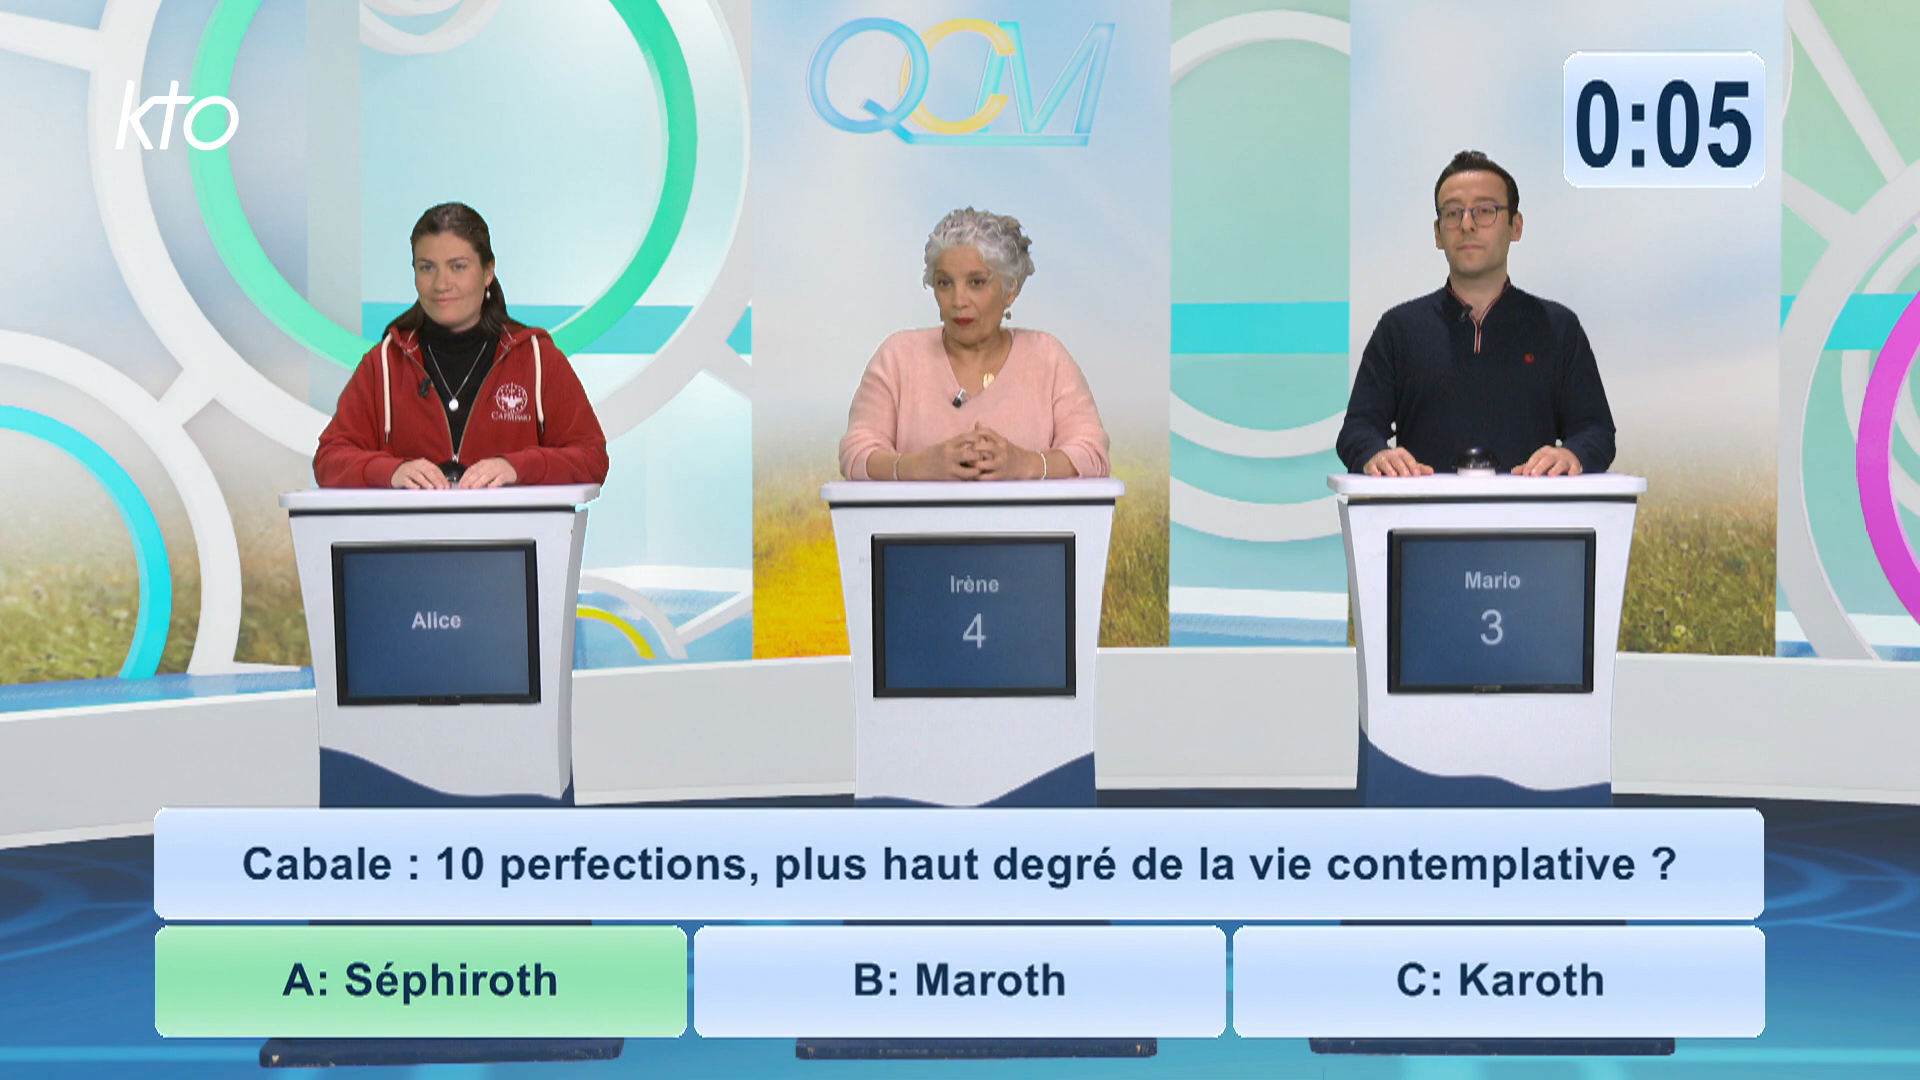 kto
QCM
0:05
Alice
Irène
4
Mario
3
Cabale : 10 perfections, plus haut degré de la vie contemplative ?
A: Séphiroth
B: Maroth
C: Karoth